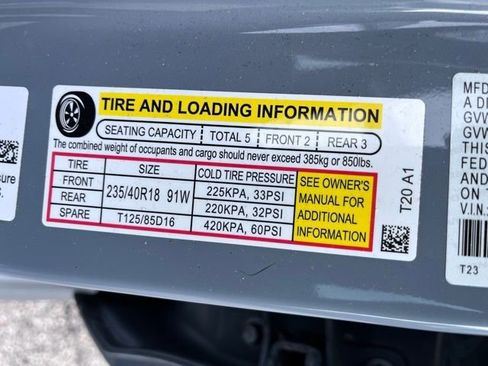 TIRE AND LOADING INFORMATION
SEATING CAPACITY TOTAL 5 FRONT 2 REAR 3
The combined weight of occupants and cargo should never exceed 385kg or 850lbs.
TIRE SIZE COLD TIRE PRESSURE
FRONT 235/40R18 91W 225KPA, 33PSI
REAR 220KPA, 32PSI
SPARE T125/85D16 420KPA, 60PSI
SEE OWNER'S
MANUAL FOR
ADDITIONAL
INFORMATION
T20 A1
MFD
A DI
GVW
GVW
THIS
FED
EFF
V.I.N.:
T23